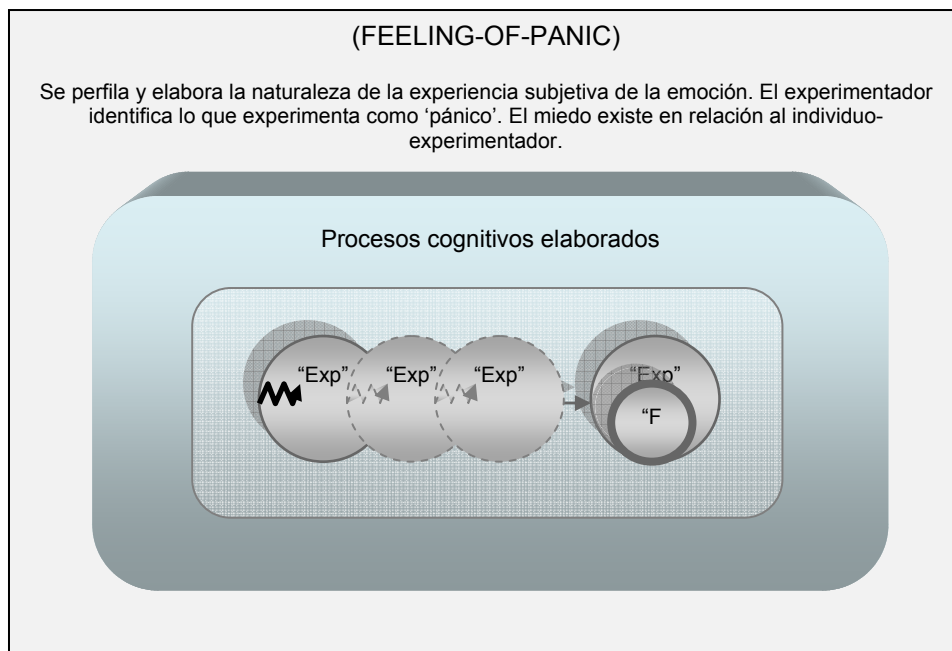 (FEELING-OF-PANIC)
Se perfila y elabora la naturaleza de la experiencia subjetiva de la emoción. El experimentador
identifica lo que experimenta como ‘pánico’. El miedo existe en relación al individuo-
experimentador.
Procesos cognitivos elaborados
“Exp” “Exp” “Exp” “Exp”
“F